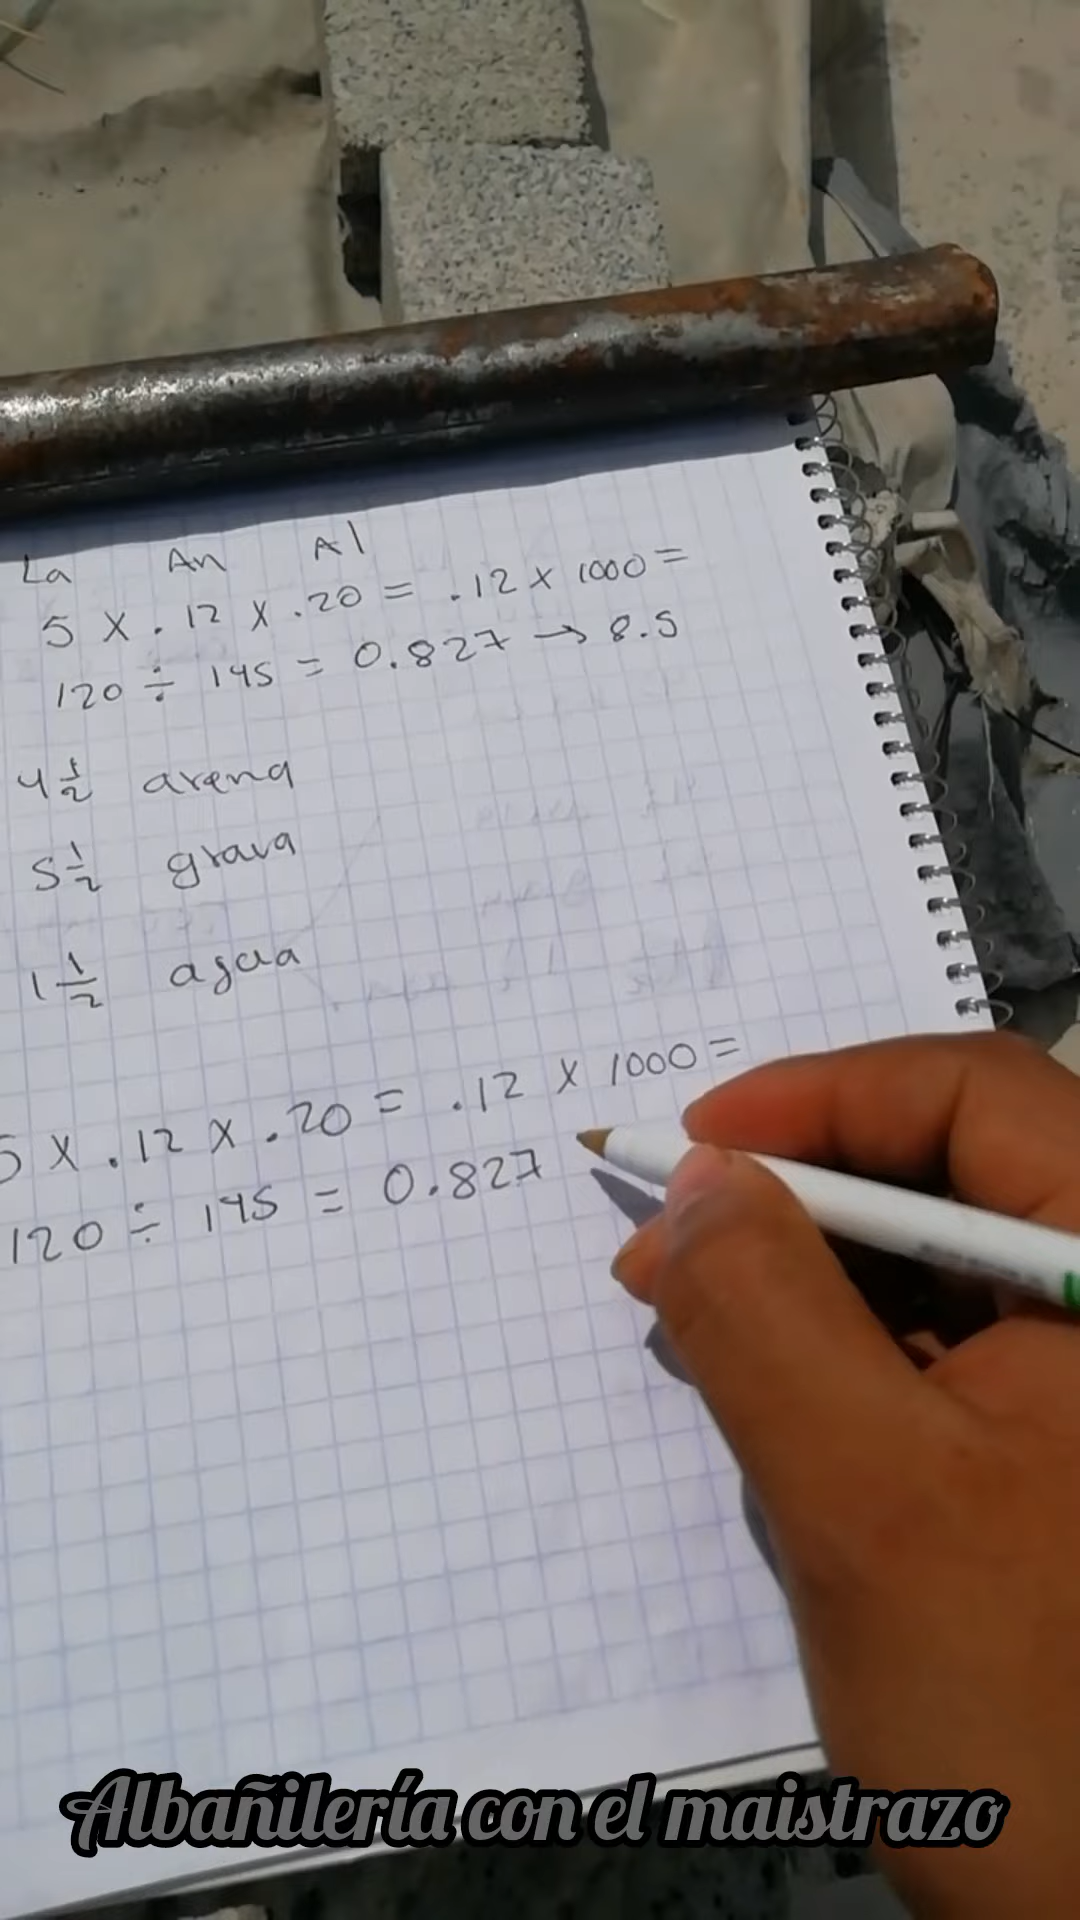 La An Al
5 x .12 x .20 = .12 x 1000 =
120 ÷ 145 = 0.827 → 8.5
4 1/2 arena
5 1/2 grava
1 1/2 agua
5 x .12 x .20 = .12 x 1000 =
120 ÷ 145 = 0.827
Albañilería con el maistrazo